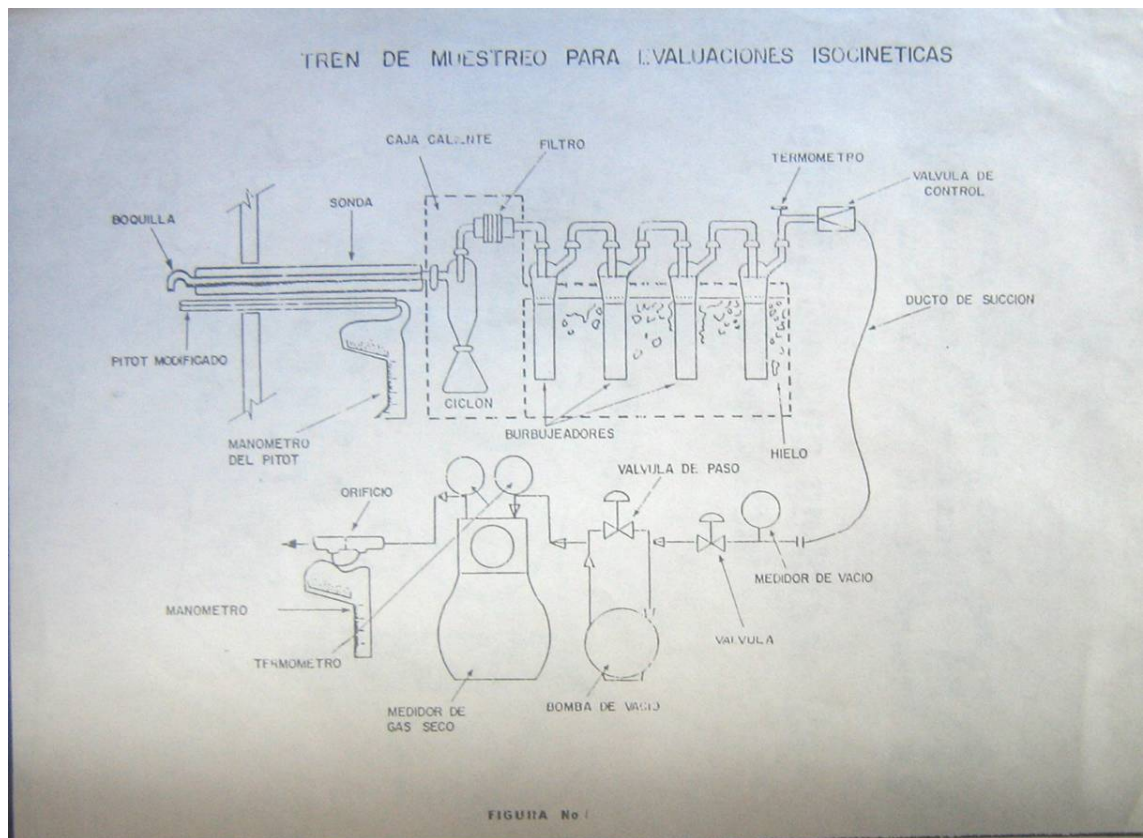 TREN DE MUESTREO PARA EVALUACIONES ISOCINETICAS
CAJA CALIENTE
FILTRO
TERMOMETRO
VALVULA DE
CONTROL
BOQUILLA
SONDA
DUCTO DE SUCCION
PITOT MODIFICADO
CICLON
MANOMETRO
DEL PITOT
BURBUJEADORES
HIELO
ORIFICIO
VALVULA DE PASO
MEDIDOR DE VACIO
MANOMETRO
VALVULA
TERMOMETRO
MEDIDOR DE
GAS SECO
BOMBA DE VACIO
FIGURA No 1